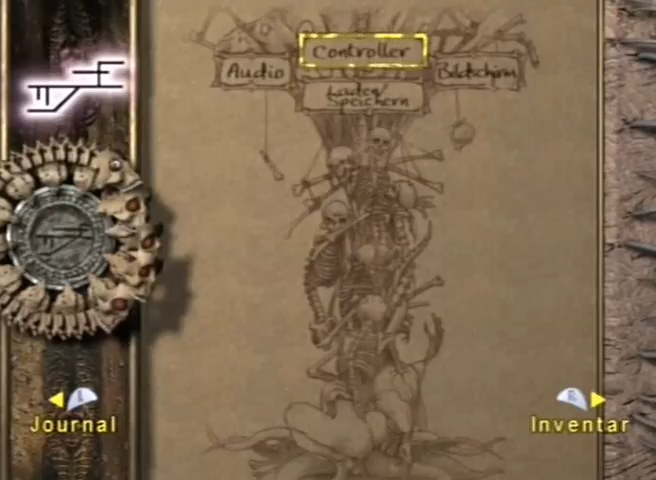 Controller
Audio
Bildschirm
Laden/
Speichern
L
R
Journal
Inventar